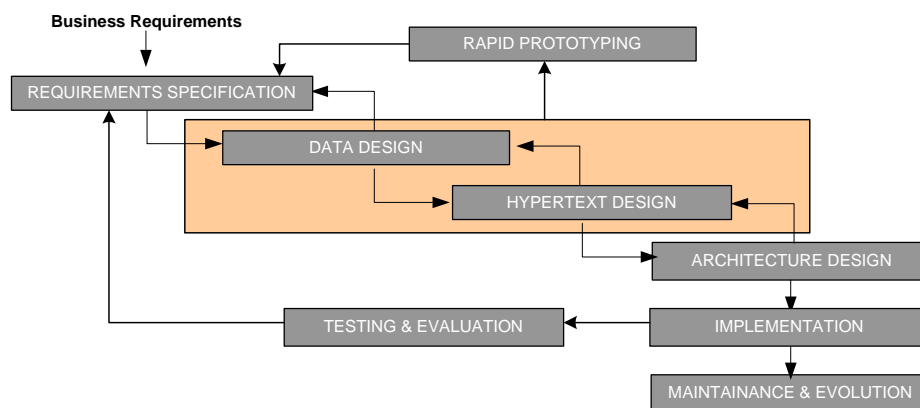 Business Requirements
RAPID PROTOTYPING
REQUIREMENTS SPECIFICATION
DATA DESIGN
HYPERTEXT DESIGN
ARCHITECTURE DESIGN
TESTING & EVALUATION
IMPLEMENTATION
MAINTAINANCE & EVOLUTION